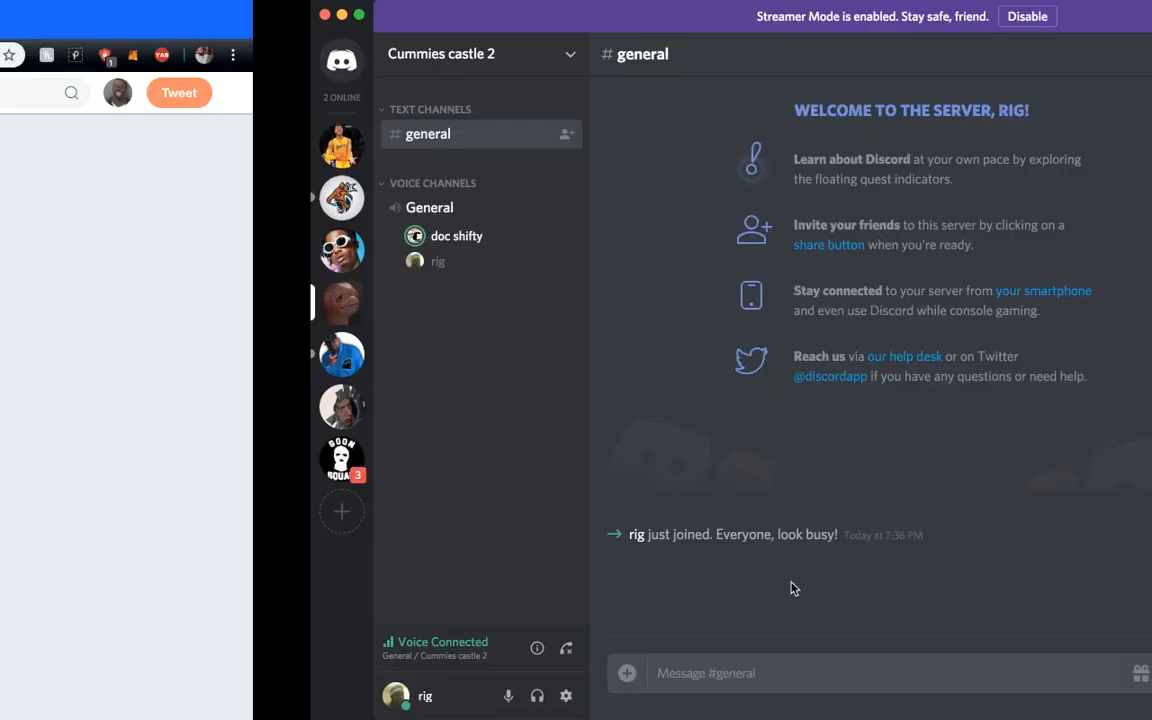 Streamer Mode is enabled. Stay safe, friend.
Disable
1
YAB
Tweet
Cummies castle 2
# general
2 ONLINE
TEXT CHANNELS
# general
VOICE CHANNELS
General
doc shifty
rig
GOON
SQUAD
3
WELCOME TO THE SERVER, RIG!
Learn about Discord at your own pace by exploring
the floating quest indicators.
Invite your friends to this server by clicking on a
share button when you're ready.
Stay connected to your server from your smartphone
and even use Discord while console gaming.
Reach us via our help desk or on Twitter
@discordapp if you have any questions or need help.
rig just joined. Everyone, look busy! Today at 7:36 PM
Voice Connected
General / Cummies castle 2
rig
Message #general